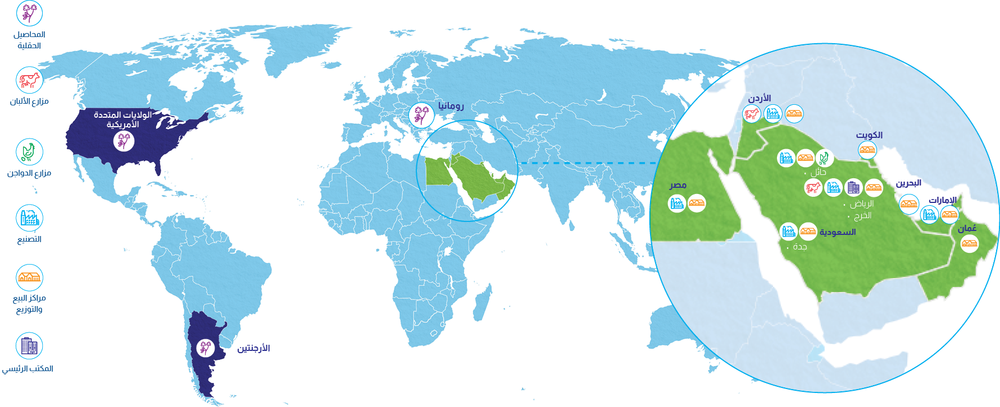 المحاصيل
الحقلية
مزارع الألبان
مزارع الدواجن
التصنيع
مراكز البيع
والتوزيع
المكتب الرئيسي
الولايات المتحدة
الأمريكية
الأرجنتين
رومانيا
الأردن
الكويت
حائل
مصر
البحرين
الإمارات
الرياض
الخرج
عُمان
السعودية
جدة